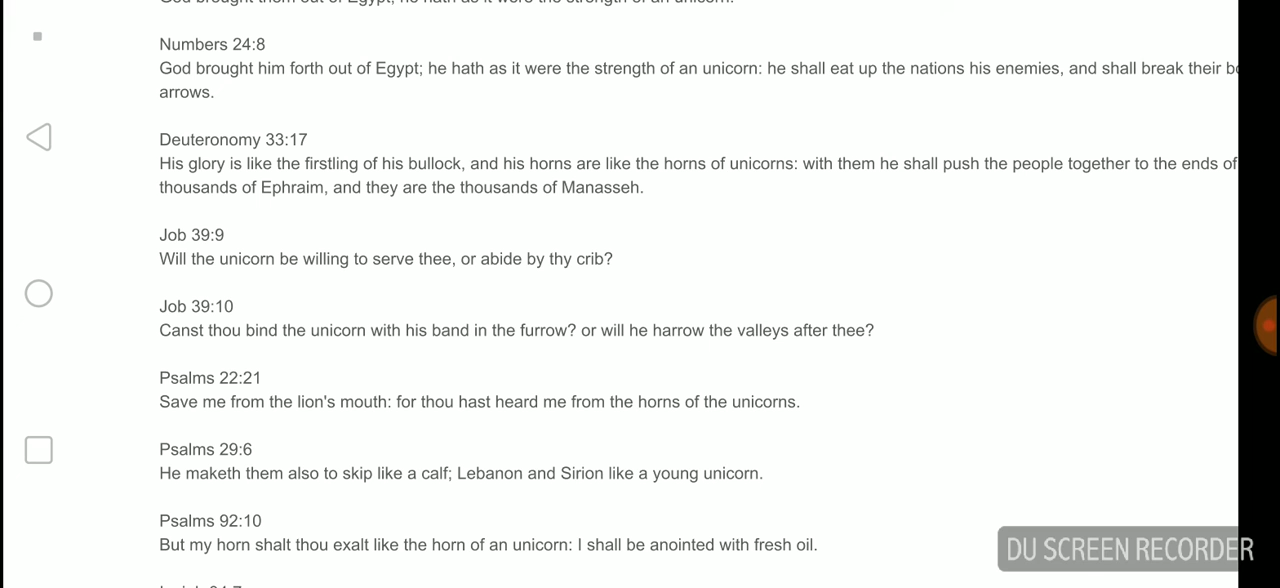 Numbers 24:8
God brought him forth out of Egypt; he hath as it were the strength of an unicorn: he shall eat up the nations his enemies, and shall break their
arrows.
Deuteronomy 33:17
His glory is like the firstling of his bullock, and his horns are like the horns of unicorns: with them he shall push the people together to the ends of
thousands of Ephraim, and they are the thousands of Manasseh.
Job 39:9
Will the unicorn be willing to serve thee, or abide by thy crib?
Job 39:10
Canst thou bind the unicorn with his band in the furrow? or will he harrow the valleys after thee?
Psalms 22:21
Save me from the lion's mouth: for thou hast heard me from the horns of the unicorns.
Psalms 29:6
He maketh them also to skip like a calf; Lebanon and Sirion like a young unicorn.
Psalms 92:10
But my horn shalt thou exalt like the horn of an unicorn: I shall be anointed with fresh oil.
DU SCREEN RECORDER